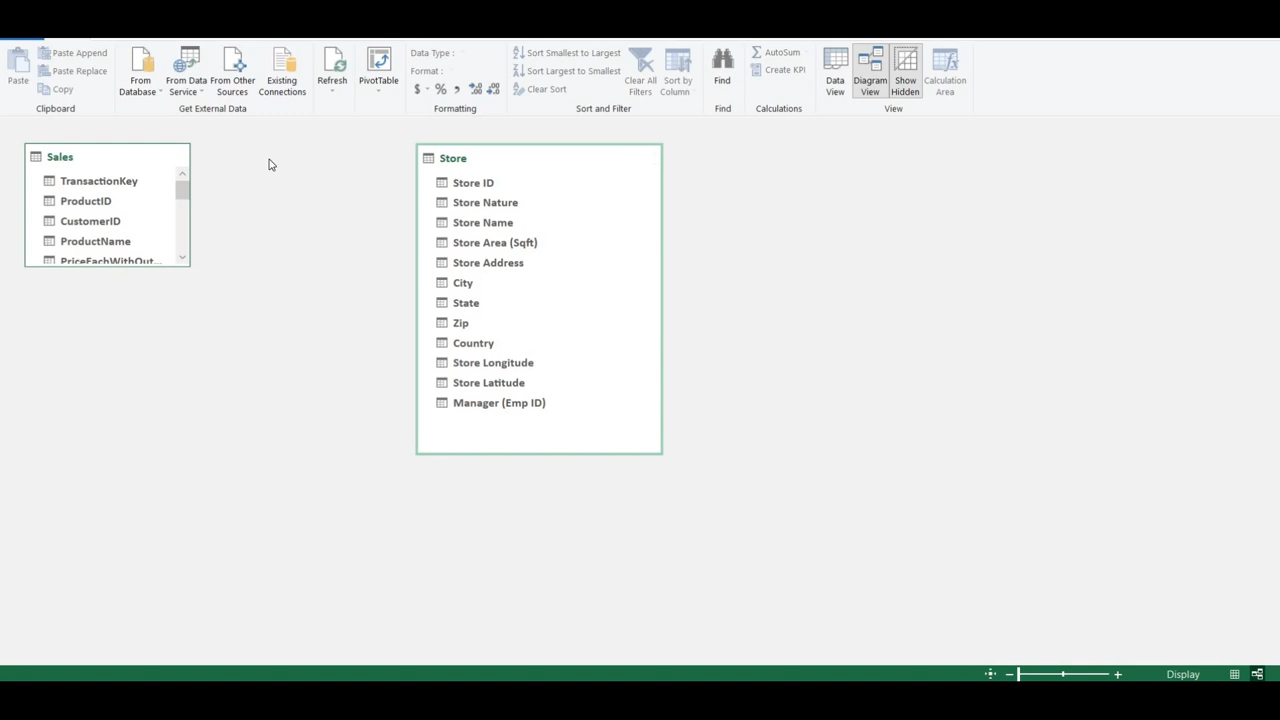 Paste
Paste Append
Paste Replace
Copy
Clipboard
From Database
From Data Service
From Other Sources
Existing Connections
Get External Data
Refresh
PivotTable
Data Type :
Format :
$ % ,
Formatting
Sort Smallest to Largest
Sort Largest to Smallest
Clear Sort
Clear All Filters
Sort by Column
Sort and Filter
Find
Find
AutoSum
Create KPI
Calculations
Data View
Diagram View
Show Hidden
Calculation Area
View
Sales
TransactionKey
ProductID
CustomerID
ProductName
PriceEachWithOut...
Store
Store ID
Store Nature
Store Name
Store Area (Sqft)
Store Address
City
State
Zip
Country
Store Longitude
Store Latitude
Manager (Emp ID)
Display